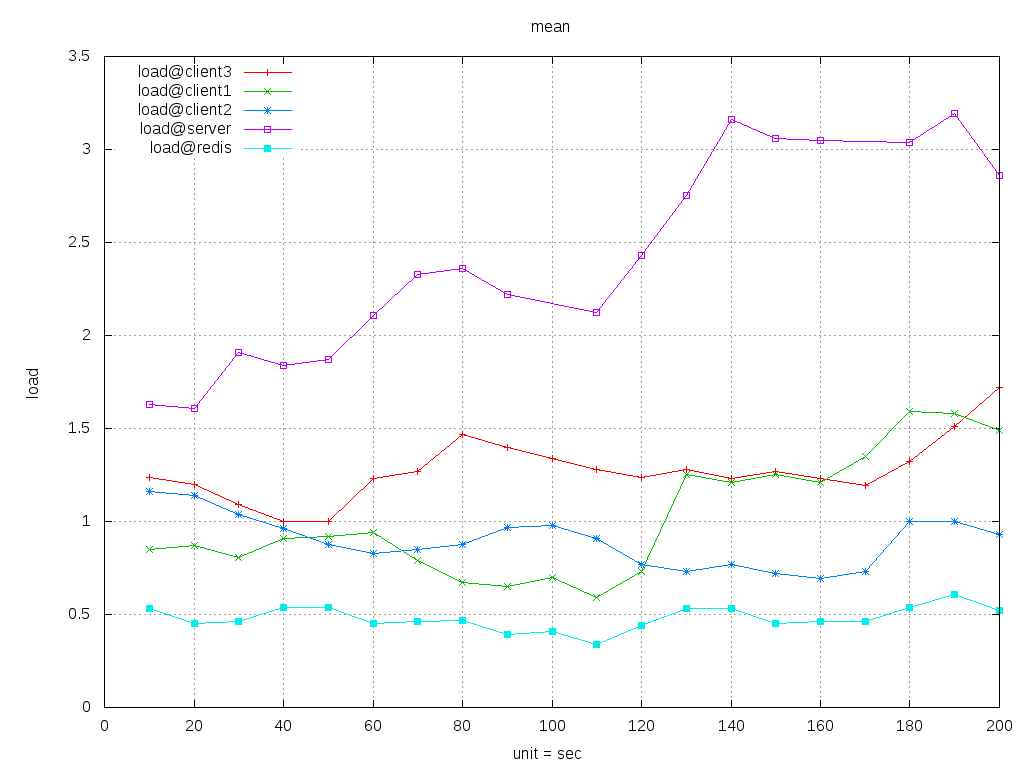 mean
3.5
3
2.5
2
1.5
1
0.5
0
load@client3
load@client1
load@client2
load@server
load@redis
load
0 20 40 60 80 100 120 140 160 180 200
unit = sec